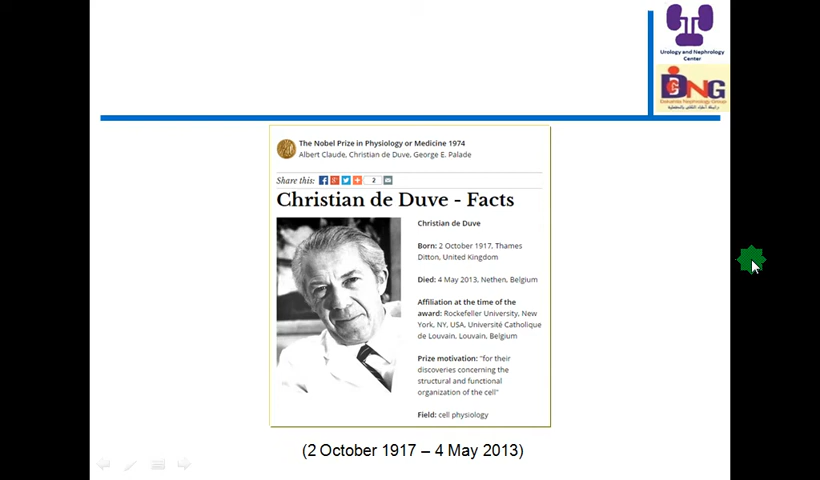 Urology and Nephrology
Center
The Nobel Prize in Physiology or Medicine 1974
Albert Claude, Christian de Duve, George E. Palade
Share this:
2
Christian de Duve - Facts
Christian de Duve
Born: 2 October 1917, Thames
Ditton, United Kingdom
Died: 4 May 2013, Nethen, Belgium
Affiliation at the time of the
award: Rockefeller University, New
York, NY, USA, Université Catholique
de Louvain, Louvain, Belgium
Prize motivation: "for their
discoveries concerning the
structural and functional
organization of the cell"
Field: cell physiology
(2 October 1917 – 4 May 2013)